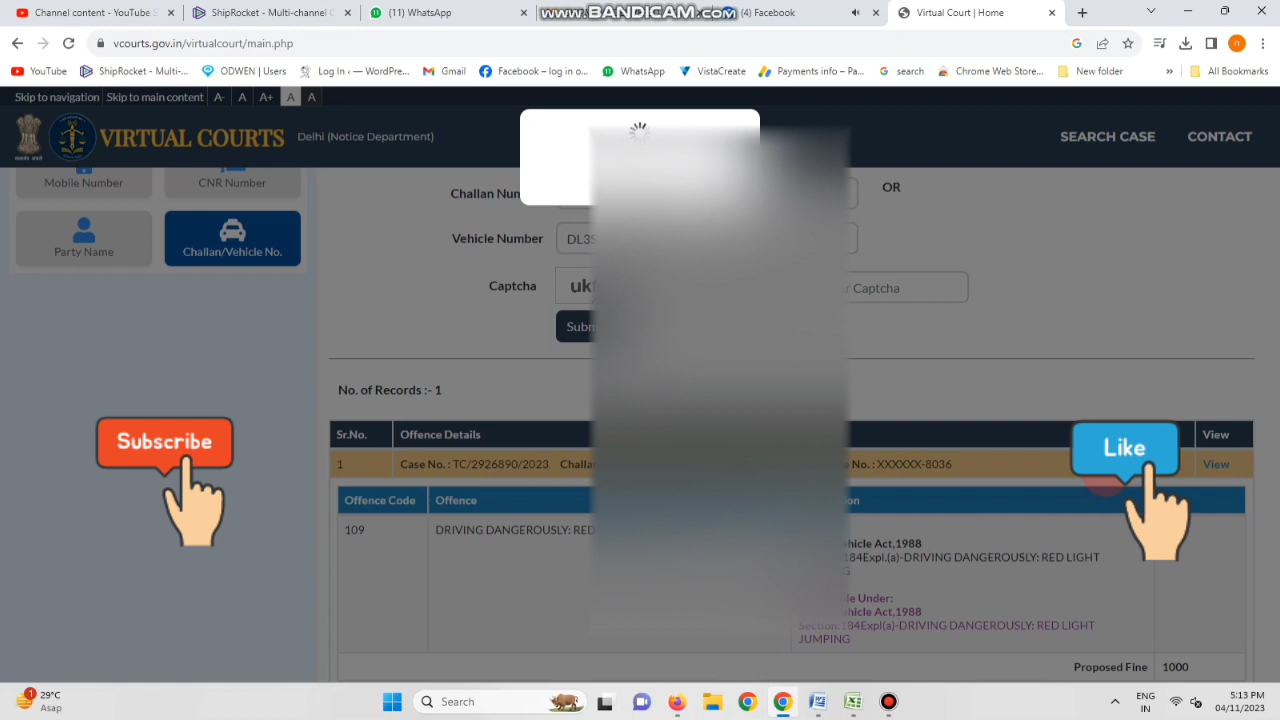 Channel content - YouTube S
ShipRocket - Multi-channel C
(11) WhatsApp
www.BANDICAM.com
(4) Facebook
Virtual Court | Home
vcourts.gov.in/virtualcourts/main.php
n
YouTube
ShipRocket - Multi-...
ODWEN | Users
Log In ‹ — WordPre...
Gmail
Facebook – log in o...
WhatsApp
VistaCreate
Payments info – Pa...
search
Chrome Web Store...
New folder
»
All Bookmarks
Skip to navigation Skip to main content A- A A+ A A
VIRTUAL COURTS
Delhi (Notice Department)
SEARCH CASE
CONTACT
Mobile Number
CNR Number
Party Name
Challan/Vehicle No.
Challan
OR
Vehicle Number
DL3S
Captcha
Captcha
No. of Records :- 1
Sr.No.
Offence Details
View
1
Case No. : TC/2926890/2023
No. : XXXXXX-8036
View
Subscribe
Like
Offence Code
Offence
109
DRIVING DANGEROUSLY: RED
Act,1988
184Expl.(a)-DRIVING DANGEROUSLY: RED LIGHT
Under:
Act,1988
Section:184Expl(a)-DRIVING DANGEROUSLY: RED LIGHT
JUMPING
Proposed Fine
1000
1
29°C
Asap
Search
ENG
IN
5:13 PM
04/11/2023